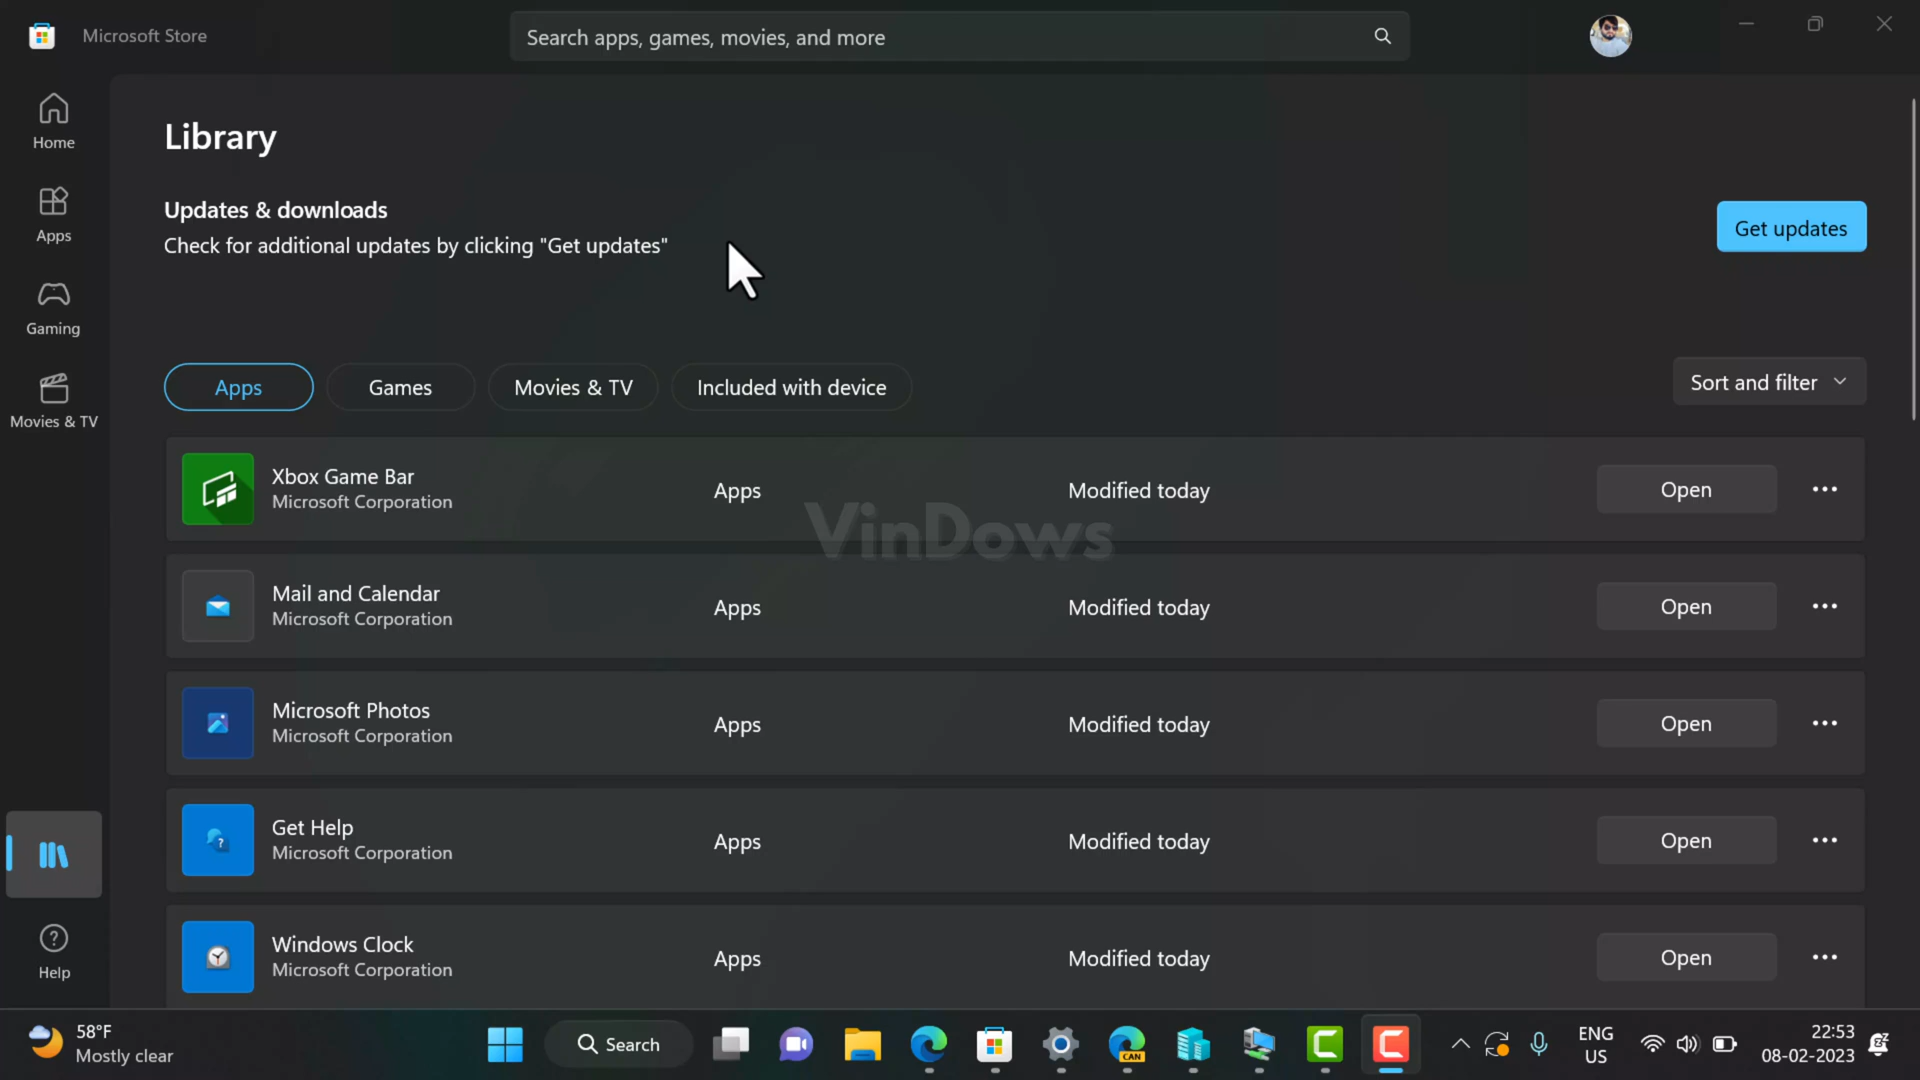 Microsoft Store
Search apps, games, movies, and more
Home
Apps
Gaming
Movies & TV
Help
Library
Updates & downloads
Check for additional updates by clicking "Get updates"
Get updates
Apps
Games
Movies & TV
Included with device
Sort and filter
Xbox Game Bar
Microsoft Corporation
Apps
Modified today
Open
VinDows
Mail and Calendar
Microsoft Corporation
Apps
Modified today
Open
Microsoft Photos
Microsoft Corporation
Apps
Modified today
Open
Get Help
Microsoft Corporation
Apps
Modified today
Open
Windows Clock
Microsoft Corporation
Apps
Modified today
Open
58°F
Mostly clear
Search
CAN
ENG
US
22:53
08-02-2023